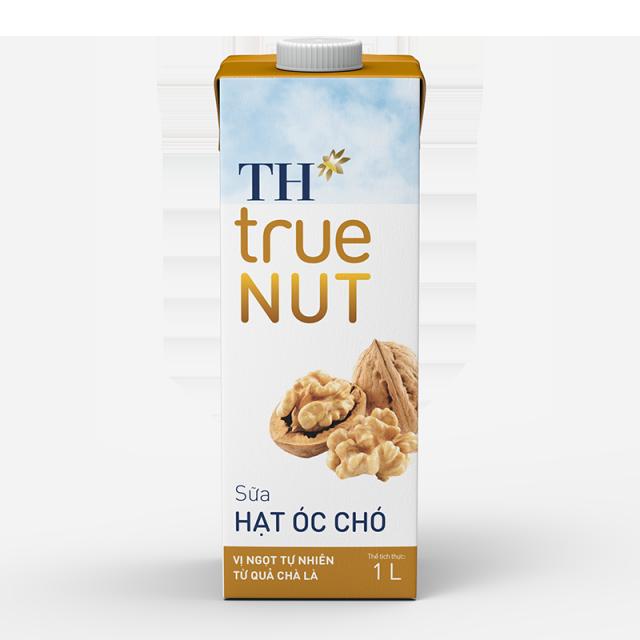 TH
true
NUT
Sữa
HẠT ÓC CHÓ
VỊ NGỌT TỰ NHIÊN
TỪ QUẢ CHÀ LÀ
Thể tích thực:
1 L